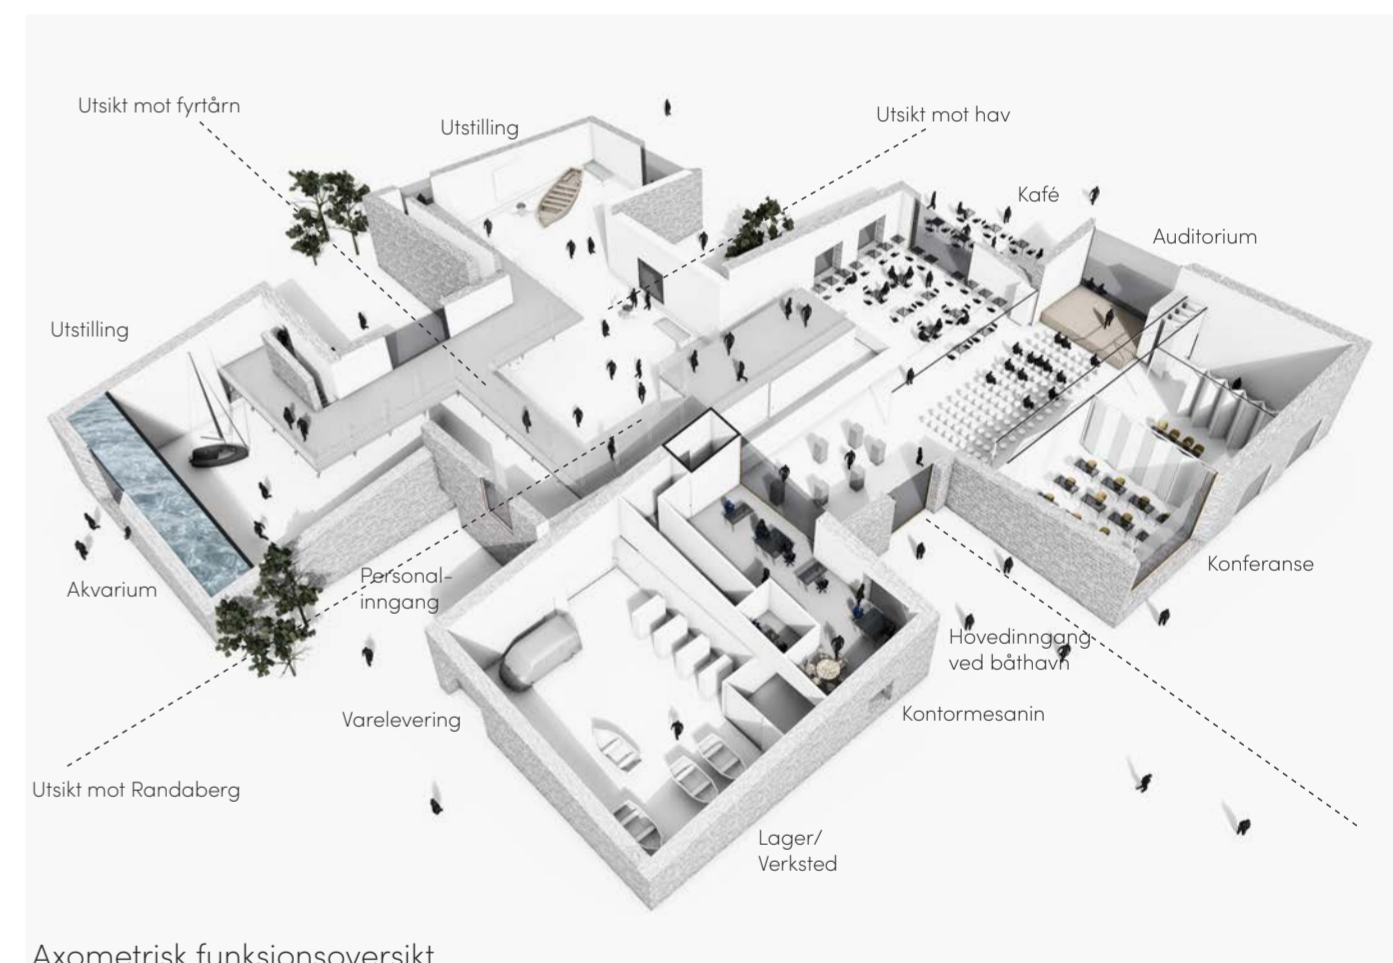 Utsikt mot fyrtårn
Utstilling
Utsikt mot hav
Kafé
Auditorium
Utstilling
Akvarium
Personal-
inngang
Konferanse
Hovedinngang
ved båthavn
Varelevering
Kontormesanin
Utsikt mot Randaberg
Lager/
Verksted
Axometrisk funksjonsoversikt